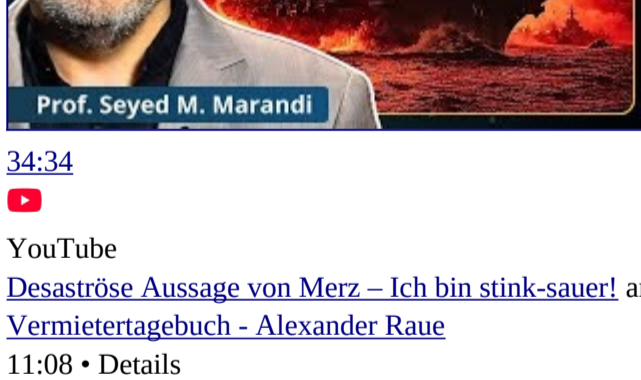 Prof. Seyed M. Marandi
34:34
YouTube
Desaströse Aussage von Merz – Ich bin stink-sauer!
Vermietertagebuch - Alexander Raue
11:08 • Details